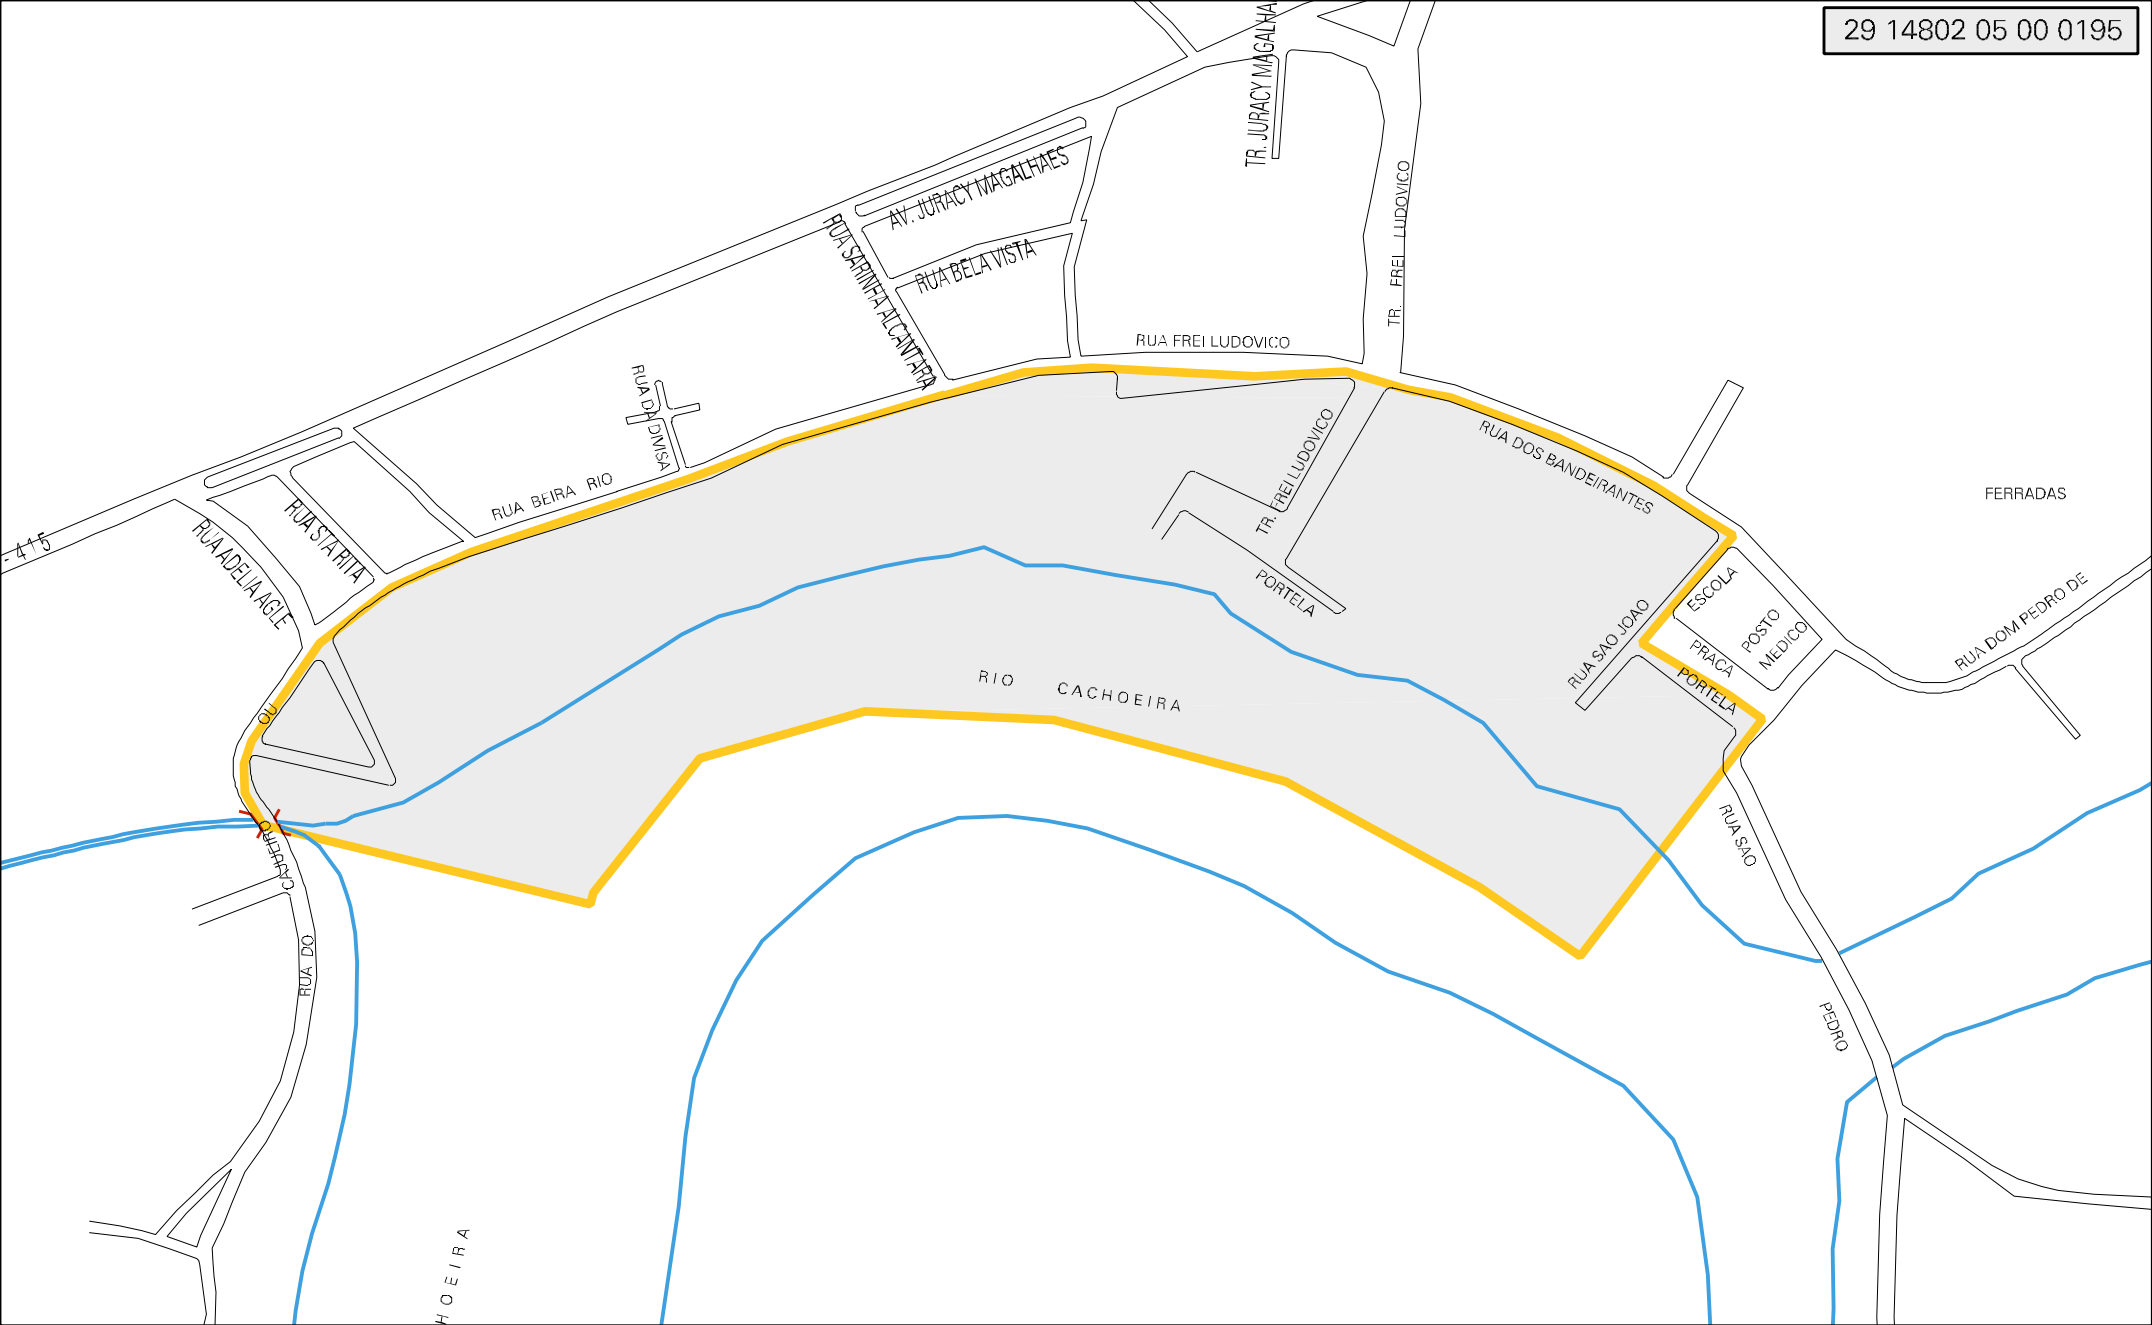 29 14802 05 00 0195
TR. JURACY MAGALHA
AV. JURACY MAGALHAES
TR. FREI LUDOVICO
RUA SARINHA ALCANTARA
RUA BELA VISTA
RUA FREI LUDOVICO
RUA DA DIVISA
RUA BEIRA RIO
TR. FREI LUDOVICO
RUA DOS BANDEIRANTES
FERRADAS
- 415
RUA STA RITA
RUA ADELIA AGLE
PORTELA
ESCOLA
POSTO
MEDICO
RUA DOM PEDRO DE
RUA SAO JOAO
PRACA
PORTELA
RIO CACHOEIRA
OU
CAJUEIRO
RUA DO
RUA SAO
PEDRO
HOEIRA